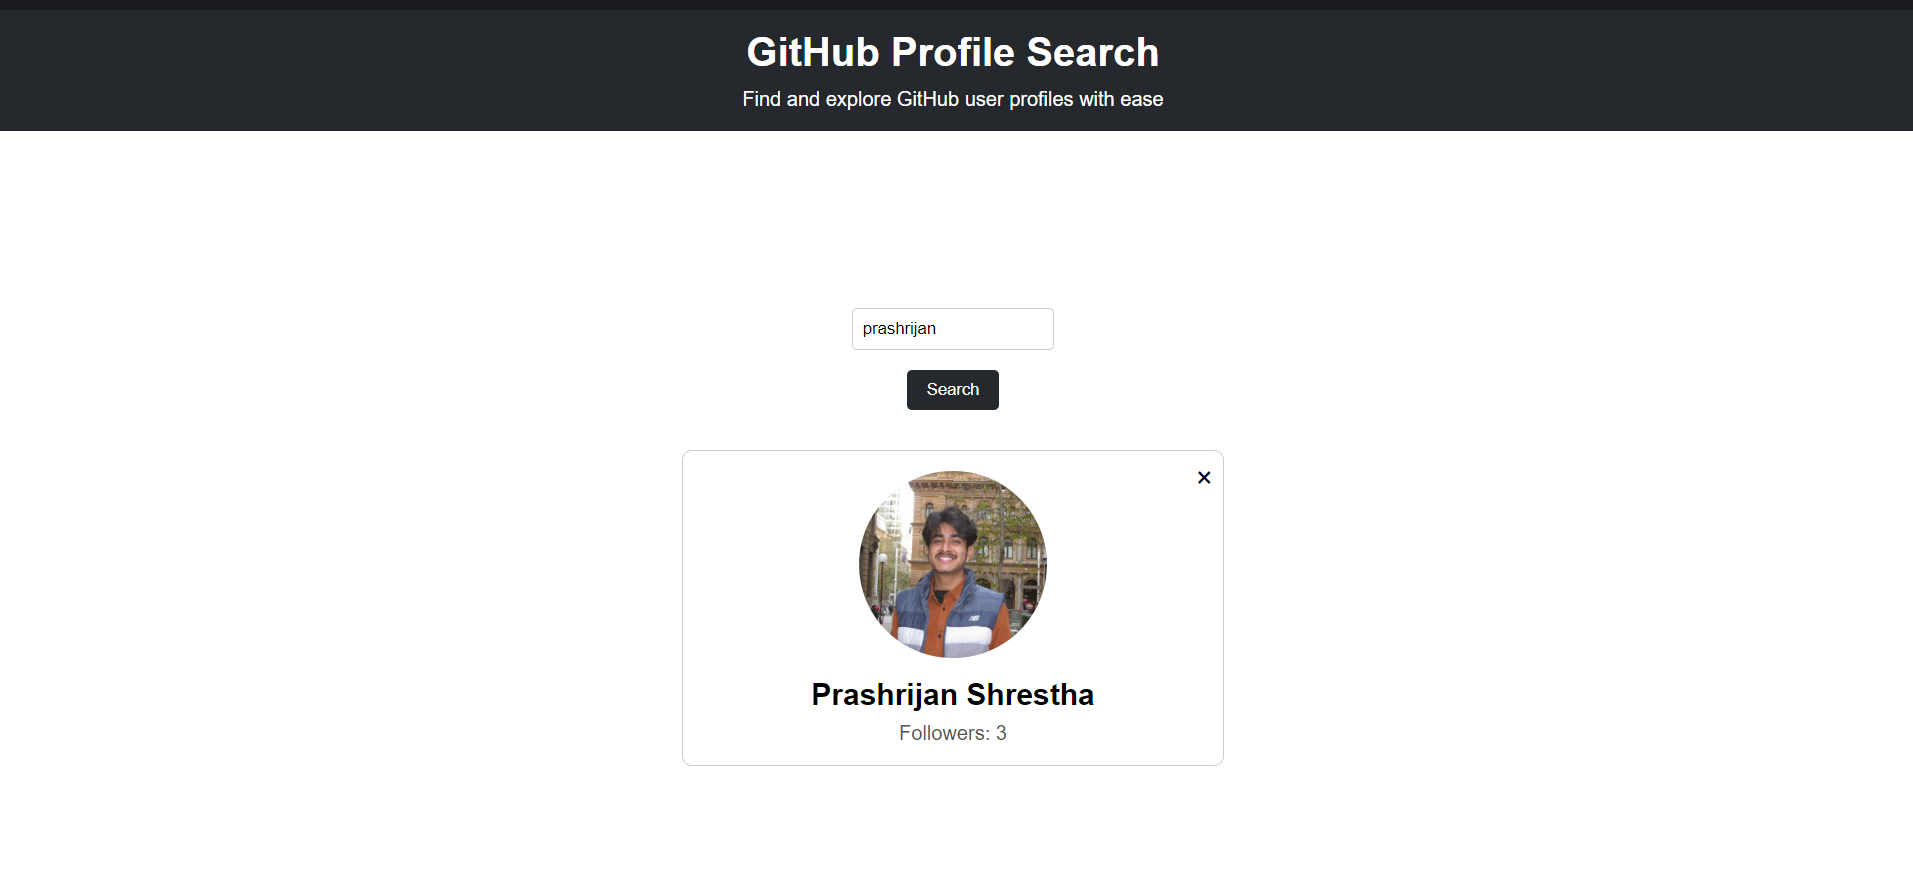 GitHub Profile Search
Find and explore GitHub user profiles with ease
prashrijan
Search
×
Prashrijan Shrestha
Followers: 3